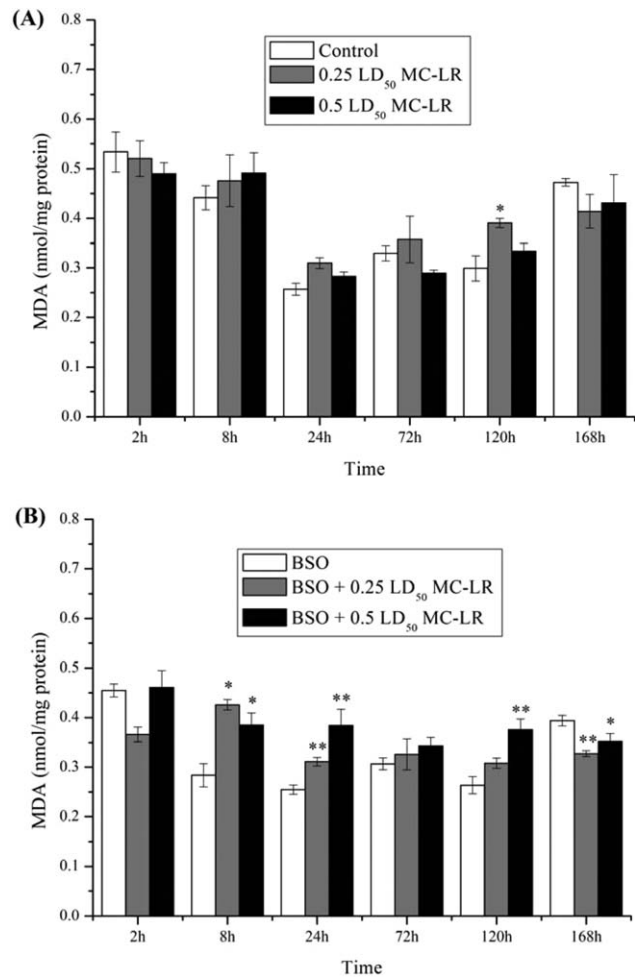 (A)
0.8
0.7
0.6
0.5
0.4
0.3
0.2
0.1
0.0
MDA (nmol/mg protein)
Control
0.25 LD₅₀ MC-LR
0.5 LD₅₀ MC-LR
*
2h 8h 24h 72h 120h 168h
Time
(B)
0.8
0.7
0.6
0.5
0.4
0.3
0.2
0.1
0.0
MDA (nmol/mg protein)
BSO
BSO + 0.25 LD₅₀ MC-LR
BSO + 0.5 LD₅₀ MC-LR
* * ** ** ** ** *
2h 8h 24h 72h 120h 168h
Time